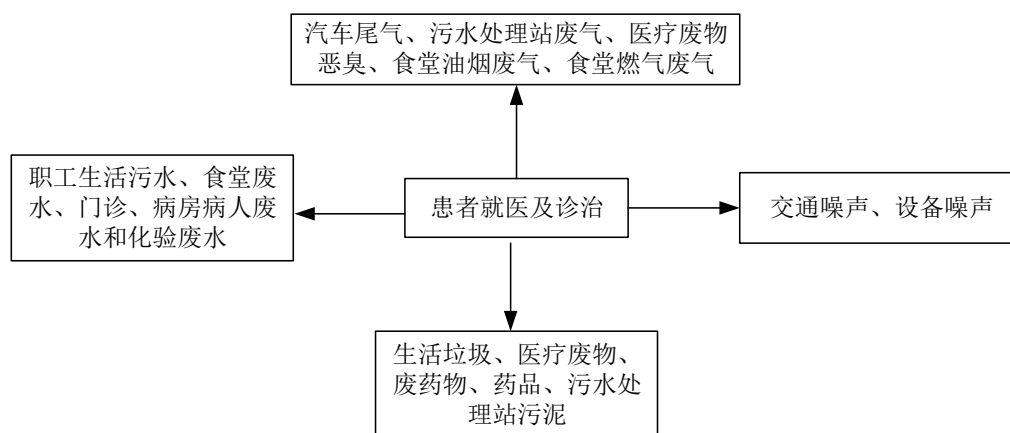 汽车尾气、污水处理站废气、医疗废物
恶臭、食堂油烟废气、食堂燃气废气
职工生活污水、食堂废
水、门诊、病房病人废
水和化验废水
患者就医及诊治
交通噪声、设备噪声
生活垃圾、医疗废物、
废药物、药品、污水处
理站污泥